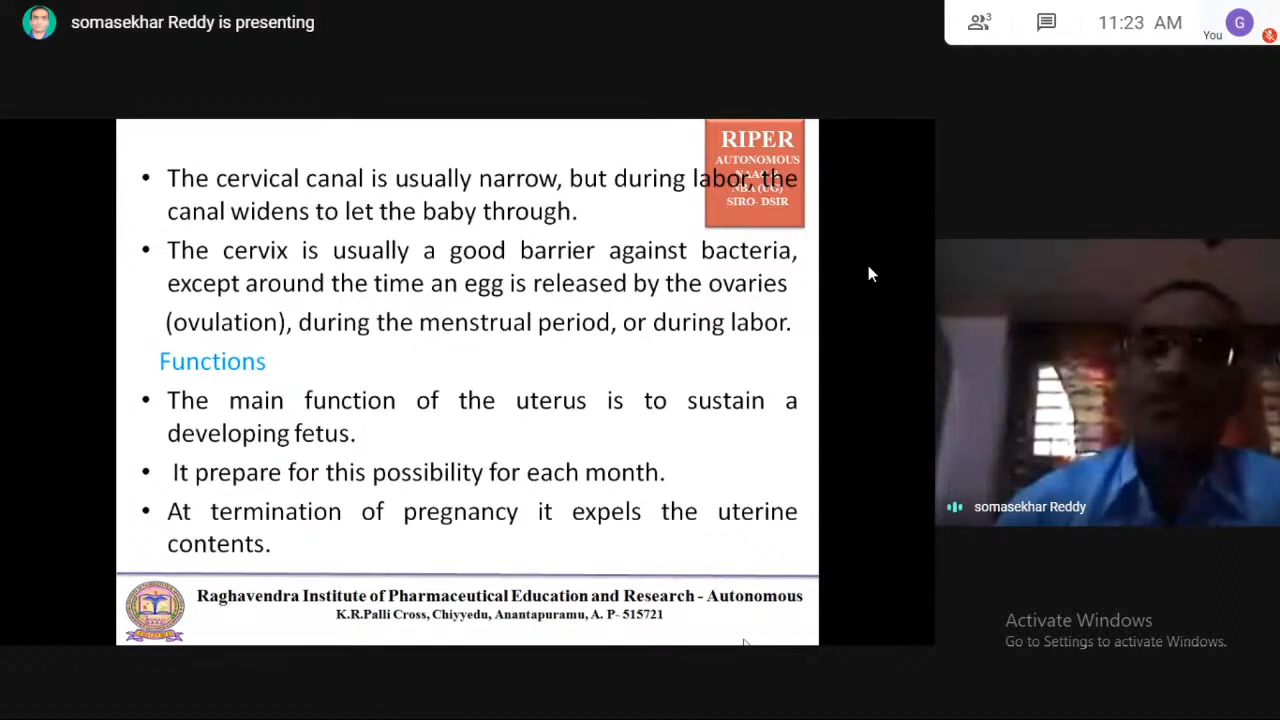 somasekhar Reddy is presenting
3
11:23 AM
You
G
RIPER
AUTONOMOUS
NAAC &
NBA (UG)
SIRO- DSIR
• The cervical canal is usually narrow, but during labor, the
canal widens to let the baby through.
• The cervix is usually a good barrier against bacteria,
except around the time an egg is released by the ovaries
(ovulation), during the menstrual period, or during labor.
Functions
• The main function of the uterus is to sustain a
developing fetus.
• It prepare for this possibility for each month.
• At termination of pregnancy it expels the uterine
contents.
Raghavendra Institute of Pharmaceutical Education and Research - Autonomous
K.R.Palli Cross, Chiyyedu, Anantapuramu, A. P- 515721
somasekhar Reddy
Activate Windows
Go to Settings to activate Windows.